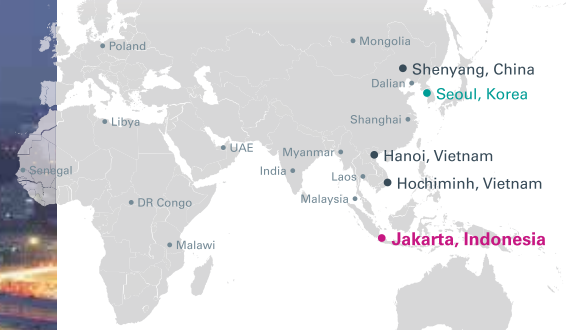 Poland
Mongolia
Shenyang, China
Dalian
Seoul, Korea
Libya
Shanghai
UAE
Myanmar
Hanoi, Vietnam
Senegal
India
Laos
Hochiminh, Vietnam
Malaysia
DR Congo
Malawi
Jakarta, Indonesia